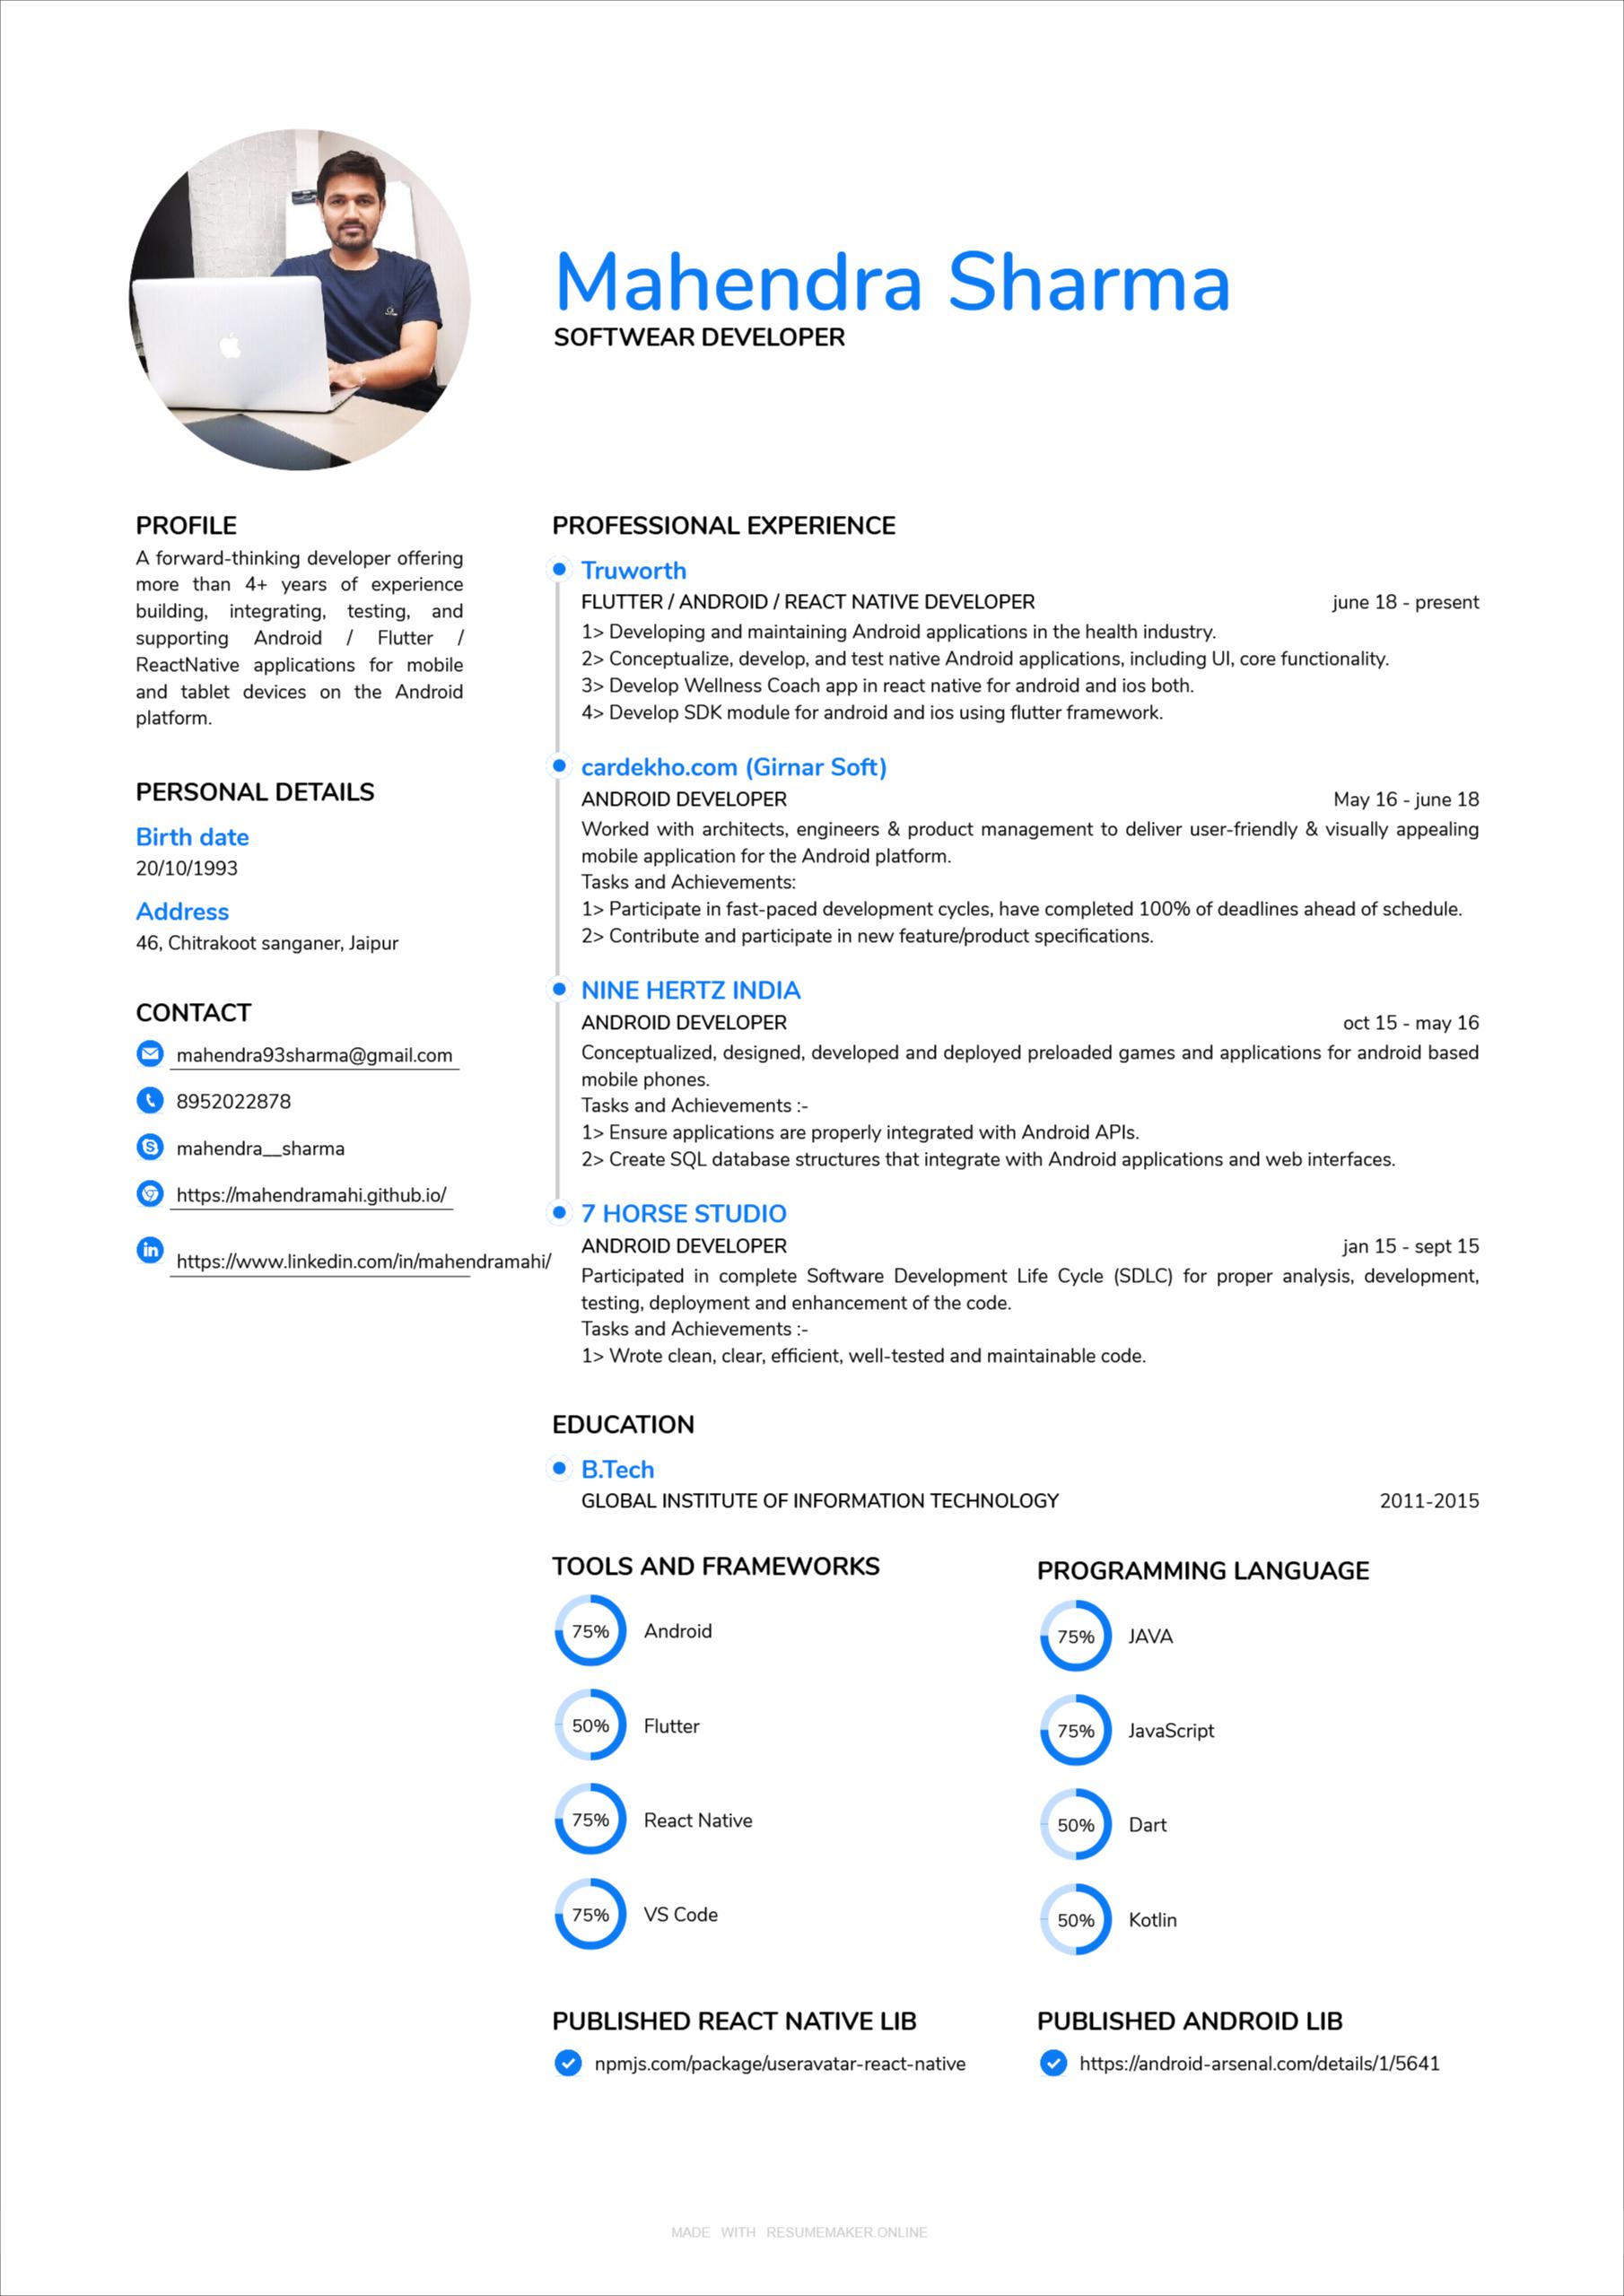 Mahendra Sharma
SOFTWEAR DEVELOPER
PROFILE
A forward-thinking developer offering
more than 4+ years of experience
building, integrating, testing, and
supporting Android / Flutter /
ReactNative applications for mobile
and tablet devices on the Android
platform.
PERSONAL DETAILS
Birth date
20/10/1993
Address
46, Chitrakoot sanganer, Jaipur
CONTACT
mahendra93sharma@gmail.com
8952022878
mahendra__sharma
https://mahendramahi.github.io/
https://www.linkedin.com/in/mahendramahi/
PROFESSIONAL EXPERIENCE
Truworth
FLUTTER / ANDROID / REACT NATIVE DEVELOPER june 18 - present
1> Developing and maintaining Android applications in the health industry.
2> Conceptualize, develop, and test native Android applications, including UI, core functionality.
3> Develop Wellness Coach app in react native for android and ios both.
4> Develop SDK module for android and ios using flutter framework.
cardekho.com (Girnar Soft)
ANDROID DEVELOPER May 16 - june 18
Worked with architects, engineers & product management to deliver user-friendly & visually appealing
mobile application for the Android platform.
Tasks and Achievements:
1> Participate in fast-paced development cycles, have completed 100% of deadlines ahead of schedule.
2> Contribute and participate in new feature/product specifications.
NINE HERTZ INDIA
ANDROID DEVELOPER oct 15 - may 16
Conceptualized, designed, developed and deployed preloaded games and applications for android based
mobile phones.
Tasks and Achievements :-
1> Ensure applications are properly integrated with Android APIs.
2> Create SQL database structures that integrate with Android applications and web interfaces.
7 HORSE STUDIO
ANDROID DEVELOPER jan 15 - sept 15
Participated in complete Software Development Life Cycle (SDLC) for proper analysis, development,
testing, deployment and enhancement of the code.
Tasks and Achievements :-
1> Wrote clean, clear, efficient, well-tested and maintainable code.
EDUCATION
B.Tech
GLOBAL INSTITUTE OF INFORMATION TECHNOLOGY 2011-2015
TOOLS AND FRAMEWORKS
75% Android
50% Flutter
75% React Native
75% VS Code
PROGRAMMING LANGUAGE
75% JAVA
75% JavaScript
50% Dart
50% Kotlin
PUBLISHED REACT NATIVE LIB
npmjs.com/package/useravatar-react-native
PUBLISHED ANDROID LIB
https://android-arsenal.com/details/1/5641
MADE WITH RESUMEMAKER.ONLINE